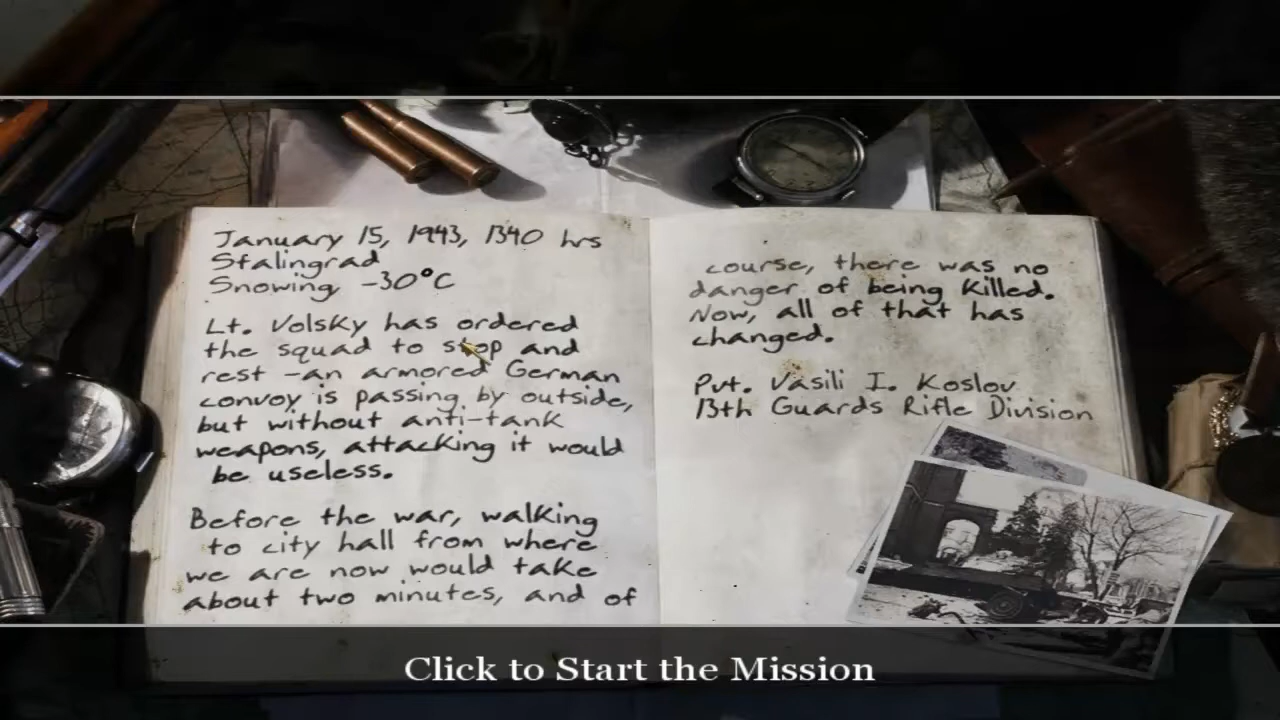 January 15, 1943, 1340 hrs
Stalingrad
Snowing -30°C
Lt. Volsky has ordered
the squad to stop and
rest -an armored German
convoy is passing by outside,
but without anti-tank
weapons, attacking it would
be useless.
Before the war, walking
to city hall from where
we are now would take
about two minutes, and of
course, there was no
danger of being killed.
Now, all of that has
changed.
Pvt. Vasili I. Koslov
13th Guards Rifle Division
Click to Start the Mission